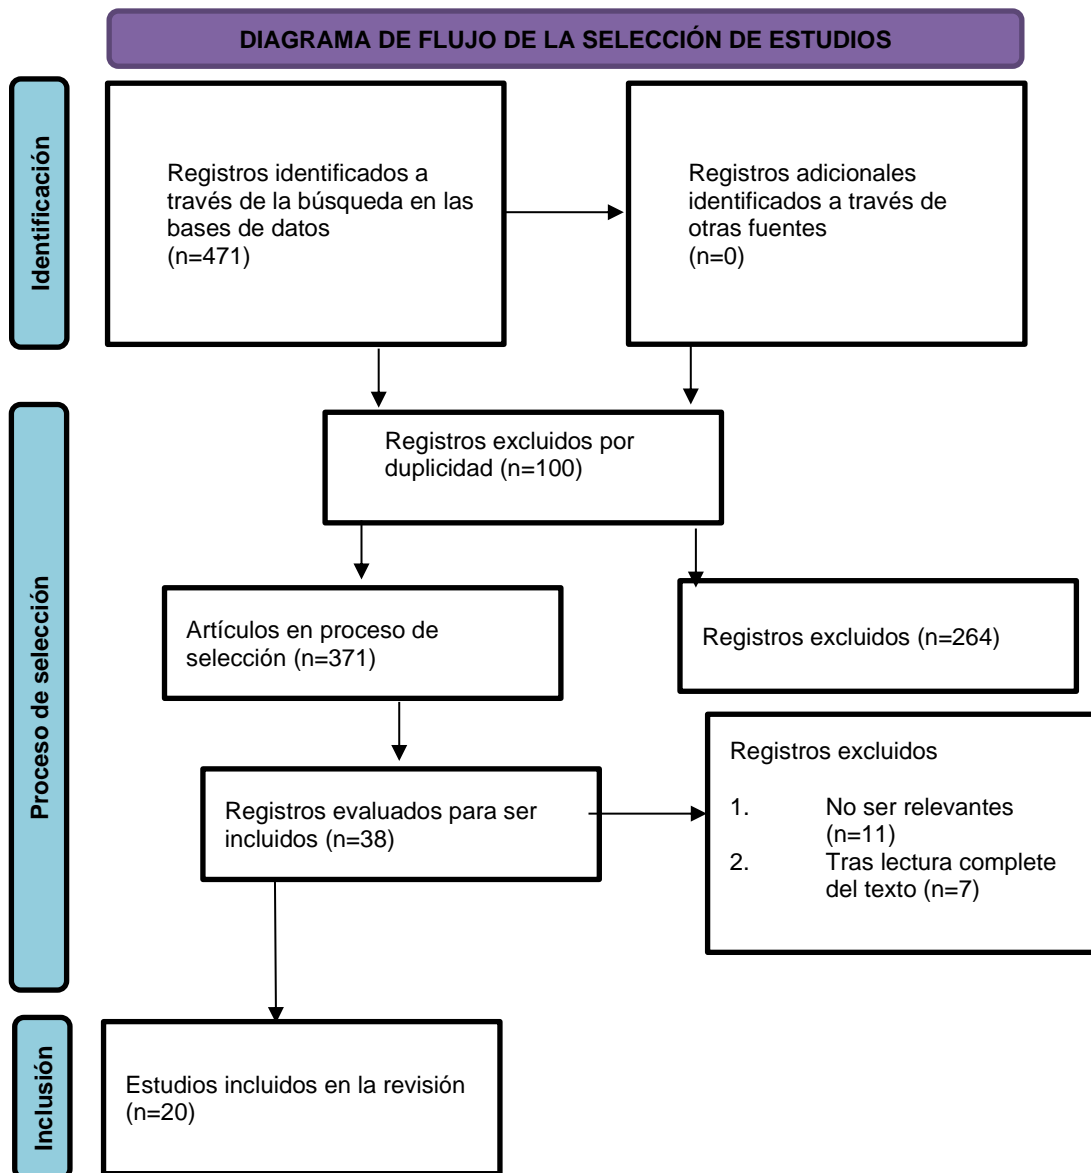 DIAGRAMA DE FLUJO DE LA SELECCIÓN DE ESTUDIOS
Identificación
Registros identificados a
través de la búsqueda en las
bases de datos
(n=471)
Registros adicionales
identificados a través de
otras fuentes
(n=0)
Proceso de selección
Registros excluidos por
duplicidad (n=100)
Artículos en proceso de
selección (n=371)
Registros excluidos (n=264)
Registros evaluados para ser
incluidos (n=38)
Registros excluidos
1. No ser relevantes
(n=11)
2. Tras lectura complete
del texto (n=7)
Inclusión
Estudios incluidos en la revisión
(n=20)